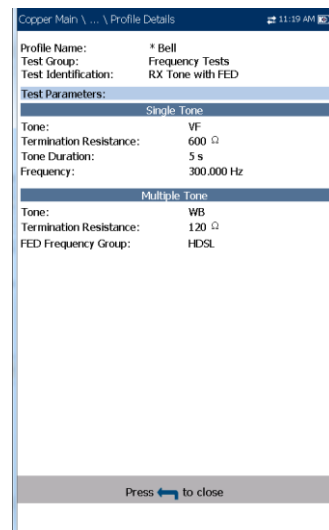 Copper Main \ ... \ Profile Details 11:19 AM
Profile Name: * Bell
Test Group: Frequency Tests
Test Identification: RX Tone with FED
Test Parameters:
Single Tone
Tone: VF
Termination Resistance: 600 Ω
Tone Duration: 5 s
Frequency: 300.000 Hz
Multiple Tone
Tone: WB
Termination Resistance: 120 Ω
FED Frequency Group: HDSL
Press to close